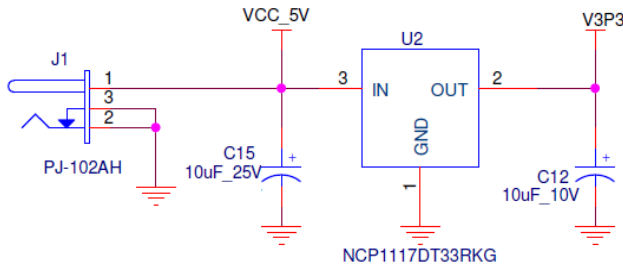 VCC_5V
V3P3
J1
U2
1
3
2
3
IN
OUT
2
GND
1
PJ-102AH
C15
10uF_25V
+
C12
10uF_10V
+
NCP1117DT33RKG